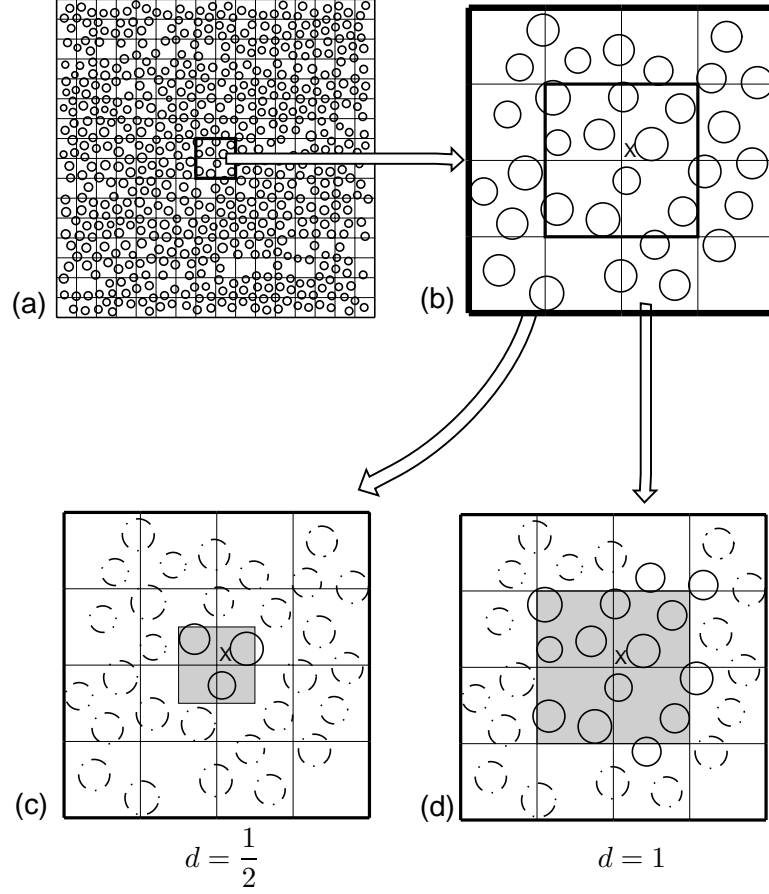 (a)
(b)
X
(c)
X
(d)
X
d = 1/2
d = 1